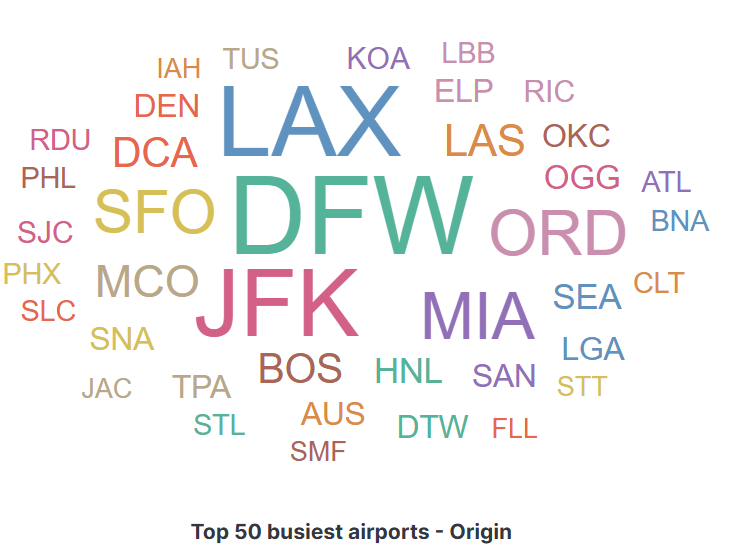 IAH TUS KOA LBB
DEN LAX ELP RIC
RDU DCA LAS OKC
PHL SFO DFW OGG ATL
SJC ORD BNA
PHX MCO JFK MIA SEA CLT
SLC SNA LGA
BOS HNL SAN
JAC TPA STT
STL AUS DTW FLL
SMF
Top 50 busiest airports - Origin